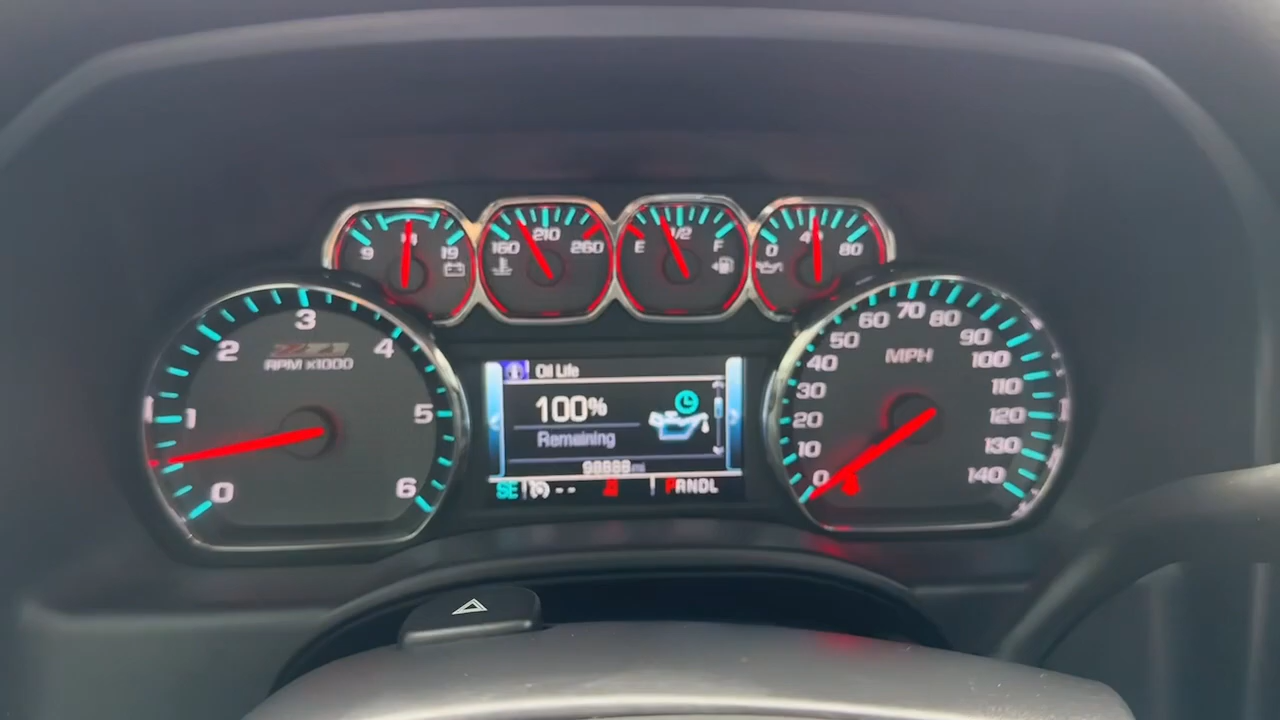 9 19
160 210 260
E 1/2 F
0 40 80
0 1 2 3 4 5 6
RPM x1000
Oil Life
100%
Remaining
SE -- PRNDL
MPH
0 10 20 30 40 50 60 70 80 90 100 110 120 130 140